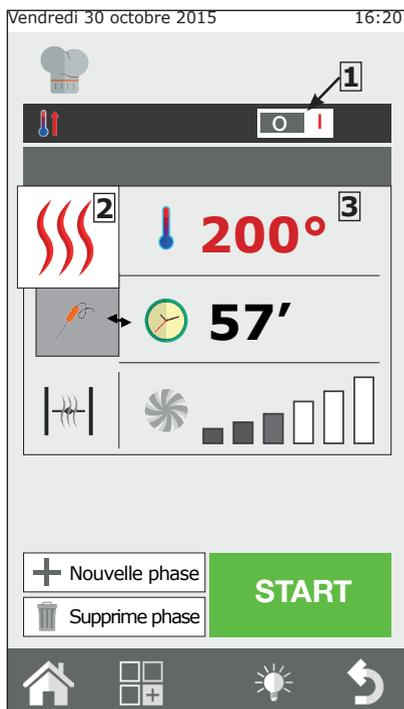 Vendredi 30 octobre 2015 16:20
1
O I
2
3
200°
57′
Nouvelle phase
START
Supprime phase